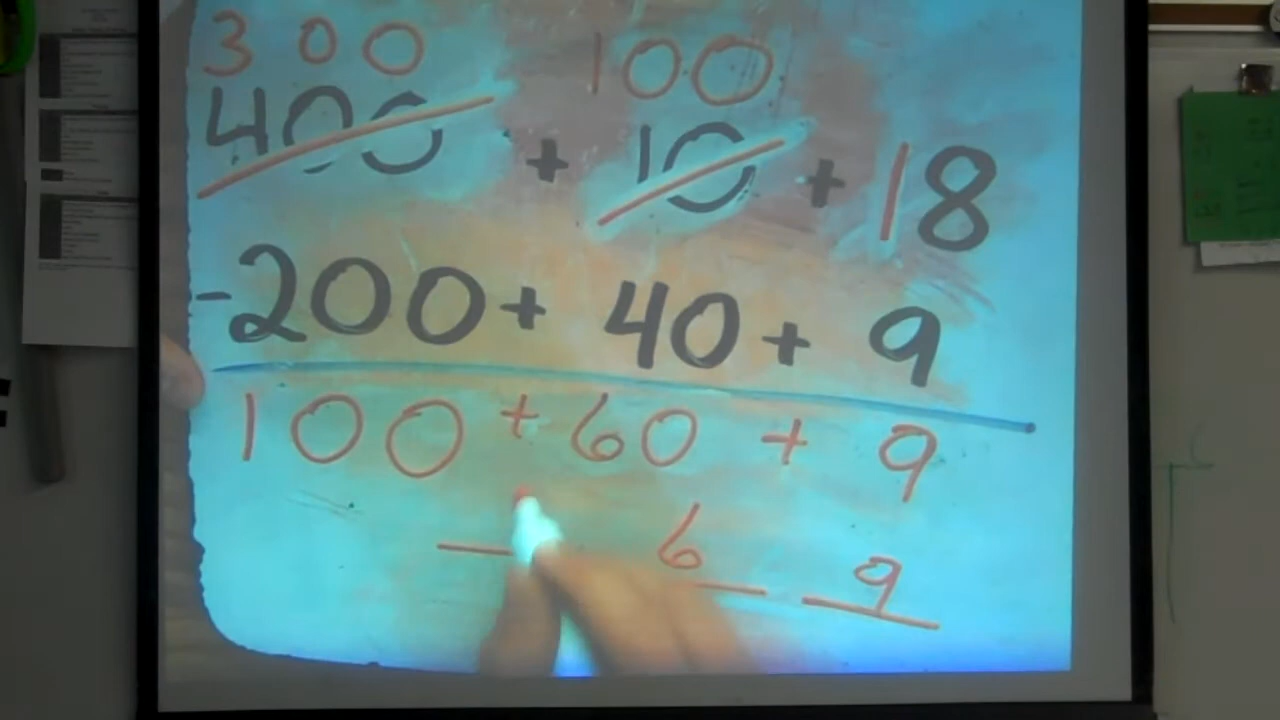 300 100
400 + 10 + 18
-200 + 40 + 9
100 + 60 + 9
6 9